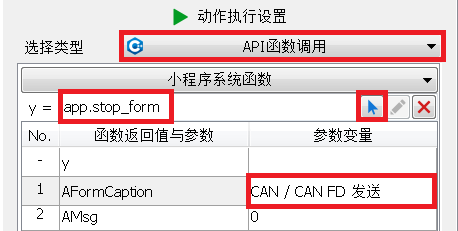 动作执行设置
选择类型 API函数调用
小程序系统函数
y = app.stop_form
No. 函数返回值与参数 参数变量
- y
1 AFormCaption CAN / CAN FD 发送
2 AMsg 0